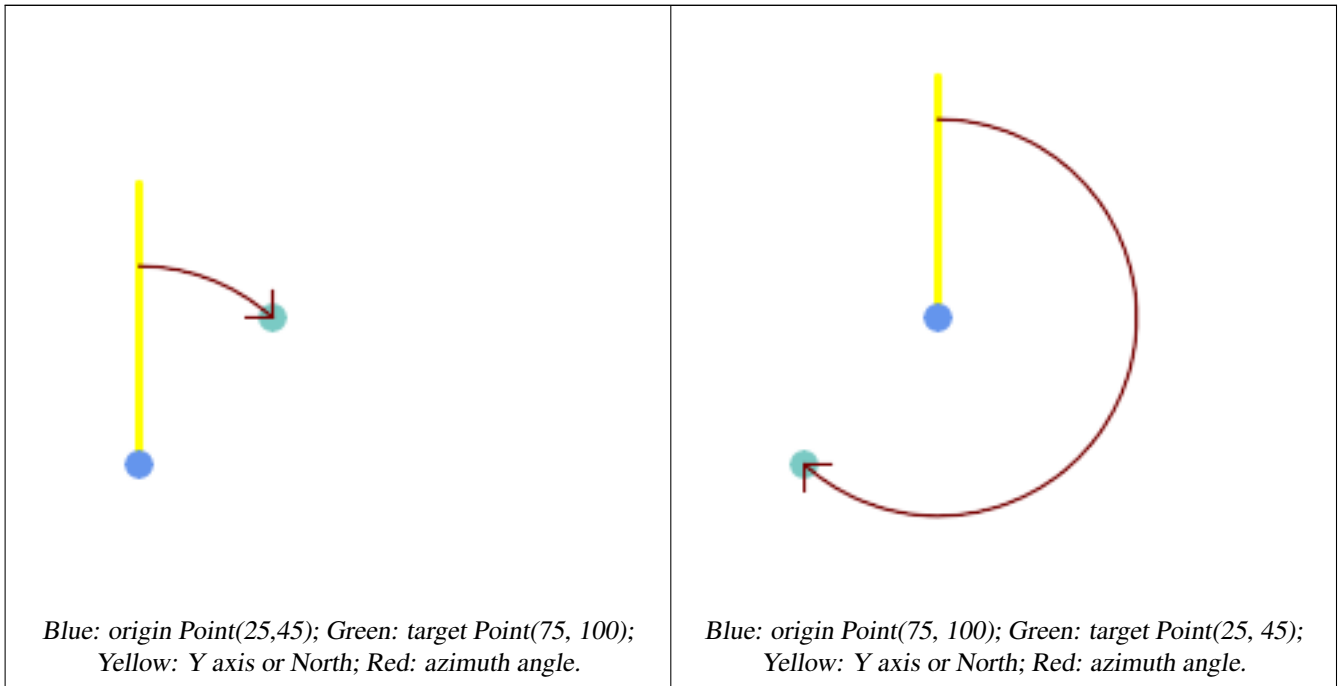 Blue: origin Point(25,45); Green: target Point(75, 100);
Yellow: Y axis or North; Red: azimuth angle.
Blue: origin Point(75, 100); Green: target Point(25, 45);
Yellow: Y axis or North; Red: azimuth angle.